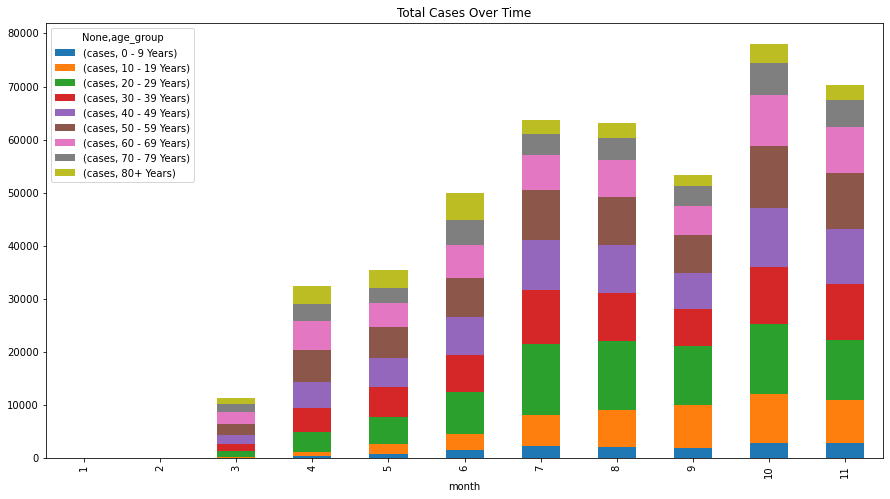 Total Cases Over Time
None,age_group
(cases, 0 - 9 Years)
(cases, 10 - 19 Years)
(cases, 20 - 29 Years)
(cases, 30 - 39 Years)
(cases, 40 - 49 Years)
(cases, 50 - 59 Years)
(cases, 60 - 69 Years)
(cases, 70 - 79 Years)
(cases, 80+ Years)
80000
70000
60000
50000
40000
30000
20000
10000
0
1 2 3 4 5 6 7 8 9 10 11
month